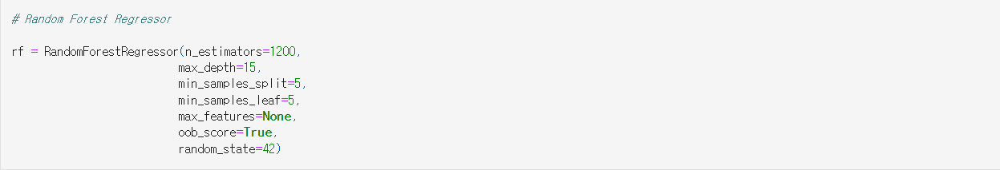 # Random Forest Regressor
rf = RandomForestRegressor(n_estimators=1200,
max_depth=15,
min_samples_split=5,
min_samples_leaf=5,
max_features=None,
oob_score=True,
random_state=42)